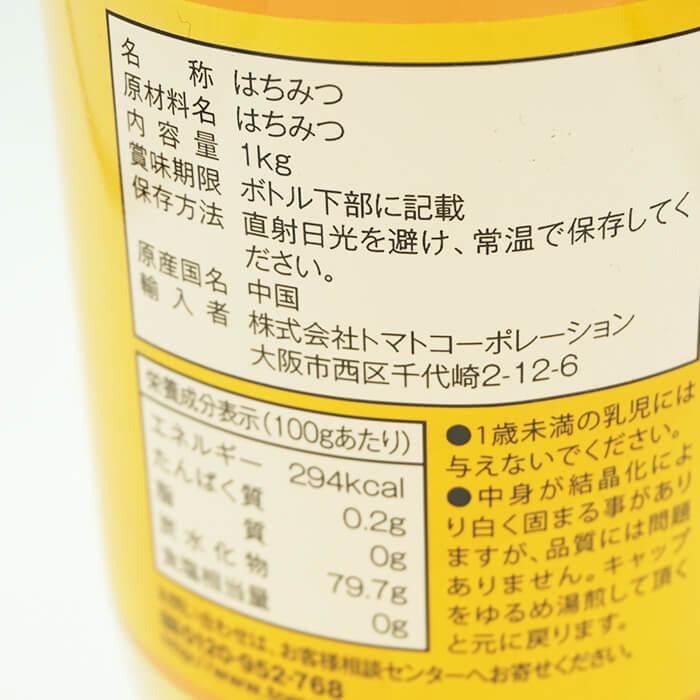 名称 はちみつ
原材料名 はちみつ
内容量 1kg
賞味期限 ボトル下部に記載
保存方法 直射日光を避け、常温で保存してく
ださい。
原産国名 中国
輸入者 株式会社トマトコーポレーション
大阪市西区千代崎2-12-6
栄養成分表示(100gあたり)
エネルギー 294kcal
たんぱく質 0.2g
脂質 0g
炭水化物 79.7g
食塩相当量 0g
●1歳未満の乳児には
与えないでください。
●中身が結晶化によ
り白く固まる事があり
ますが、品質には問題
ありません。キャップ
をゆるめ湯煎して頂く
と元に戻ります。
お問い合わせは、お客様相談センターへお寄せください。
0120-952-768
http://www.